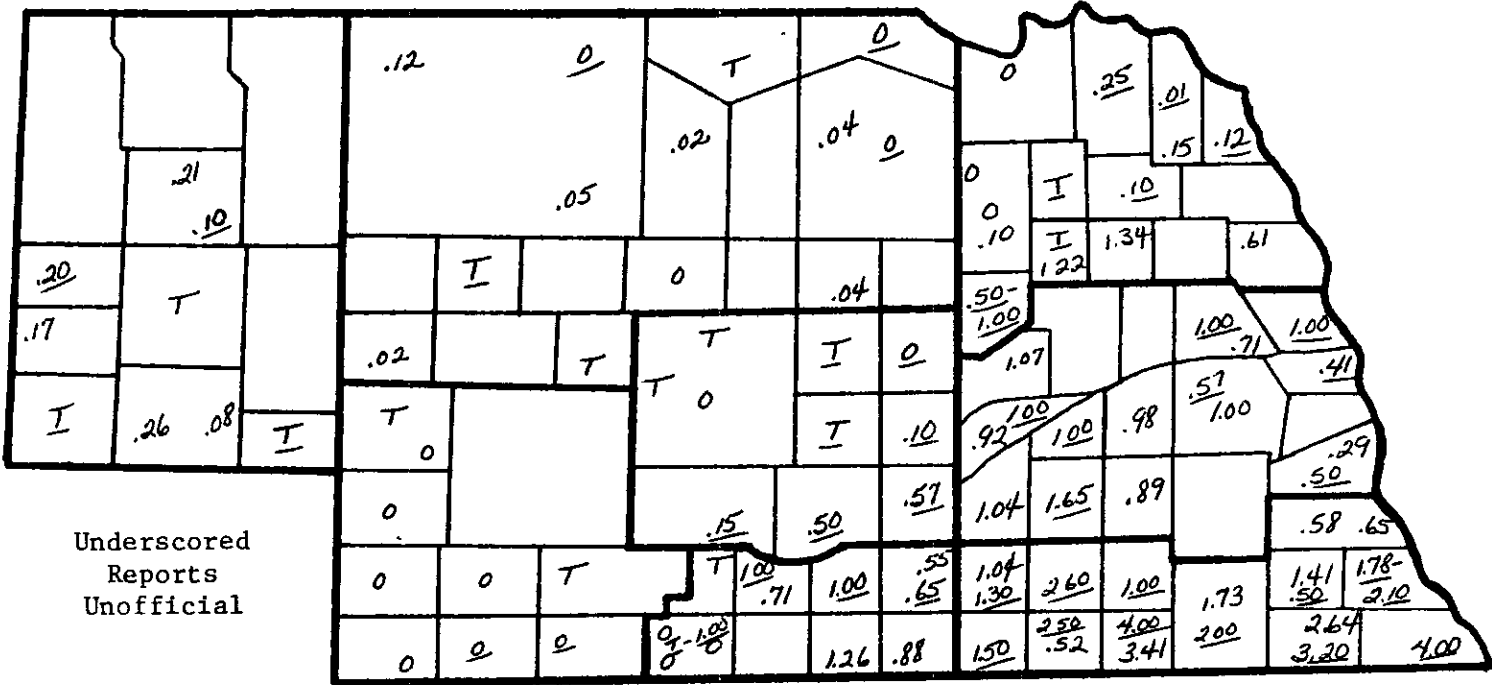 .12 0 T 0 0 .25 .01
.02 .04 0 .15 .12
.21 .10 .05 0 T .10
0 .10 T 1.22 1.34 .61
.20 T T 0 .04 .50-
1.00 1.00 .71 1.00
.17 .02 T T T 0 1.07 .41
T 0 .57 1.00
T .26 .08 T T 0 T .10 .92 1.00 1.00 .98 .29
.50
0 .15 .50 .57 1.04 1.65 .89 .58 .65
Underscored
Reports
Unofficial
0 0 T T 1.00 .71 1.00 .55 .65 1.04 1.30 2.60 1.00 1.73 2.00 1.41 .50 1.78-
2.10
0 0 0 0 T 0 -1.00 0 1.26 .88 1.50 2.50 .52 4.00 3.41 2.64 3.20 4.00